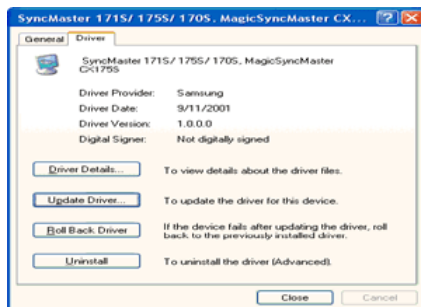 SyncMaster 171S/ 175S/ 170S, MagicSyncMaster CX...
General Driver
SyncMaster 171S/ 175S/ 170S, MagicSyncMaster
CX175S
Driver Provider: Samsung
Driver Date: 9/11/2001
Driver Version: 1.0.0.0
Digital Signer: Not digitally signed
Driver Details... To view details about the driver files.
Update Driver... To update the driver for this device.
Roll Back Driver If the device fails after updating the driver, roll
back to the previously installed driver.
Uninstall To uninstall the driver (Advanced).
Close Cancel